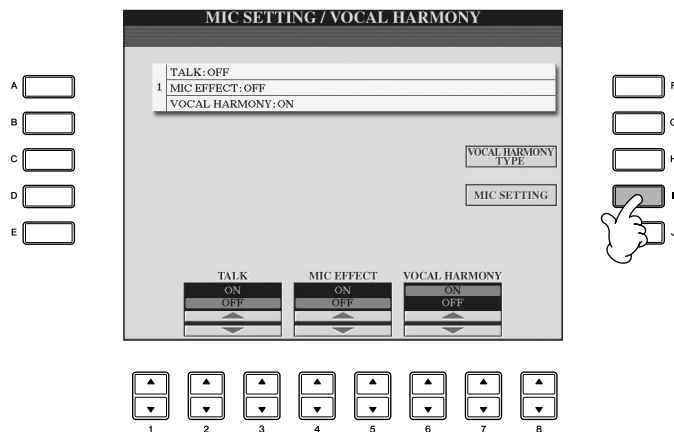 MIC SETTING / VOCAL HARMONY
TALK:OFF
1 MIC EFFECT:OFF
VOCAL HARMONY:ON
A
B
C
D
E
F
G
H
I
J
VOCAL HARMONY
TYPE
MIC SETTING
TALK MIC EFFECT VOCAL HARMONY
ON ON ON
OFF OFF OFF
1 2 3 4 5 6 7 8